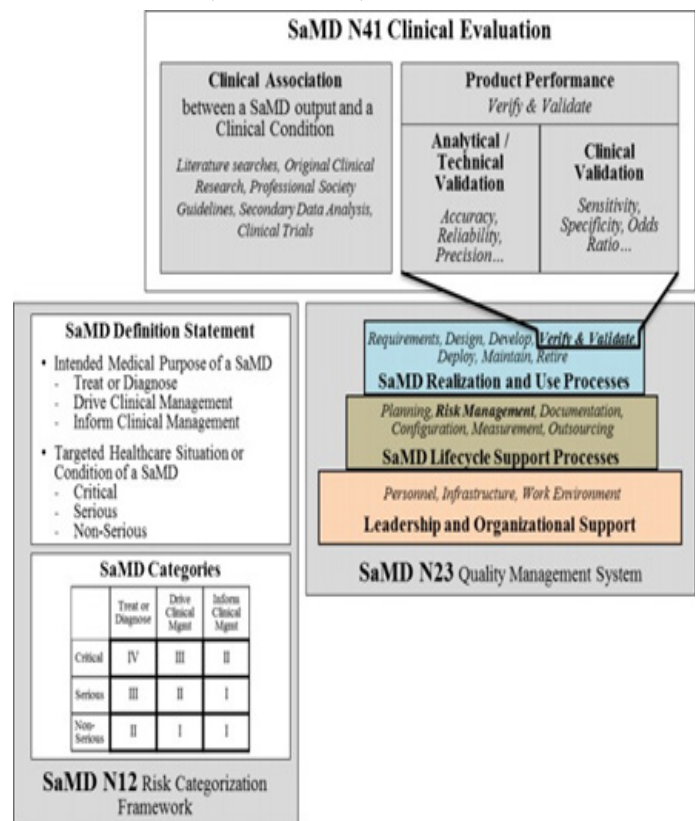 SaMD N41 Clinical Evaluation
Clinical Association
between a SaMD output and a
Clinical Condition
Literature searches, Original Clinical
Research, Professional Society
Guidelines, Secondary Data Analysis,
Clinical Trials
Product Performance
Verify & Validate
Analytical /
Technical
Validation
Accuracy,
Reliability,
Precision...
Clinical
Validation
Sensitivity,
Specificity, Odds
Ratio...
SaMD Definition Statement
• Intended Medical Purpose of a SaMD
- Treat or Diagnose
- Drive Clinical Management
- Inform Clinical Management
• Targeted Healthcare Situation or
Condition of a SaMD
- Critical
- Serious
- Non-Serious
Requirements, Design, Develop, Verify & Validate,
Deploy, Maintain, Retire
SaMD Realization and Use Processes
Planning, Risk Management, Documentation,
Configuration, Measurement, Outsourcing
SaMD Lifecycle Support Processes
Personnel, Infrastructure, Work Environment
Leadership and Organizational Support
SaMD N23 Quality Management System
SaMD Categories
Treat or
Diagnose
Drive
Clinical
Mgmt
Inform
Clinical
Mgmt
Critical IV III II
Serious III II I
Non-
Serious II I I
SaMD N12 Risk Categorization
Framework